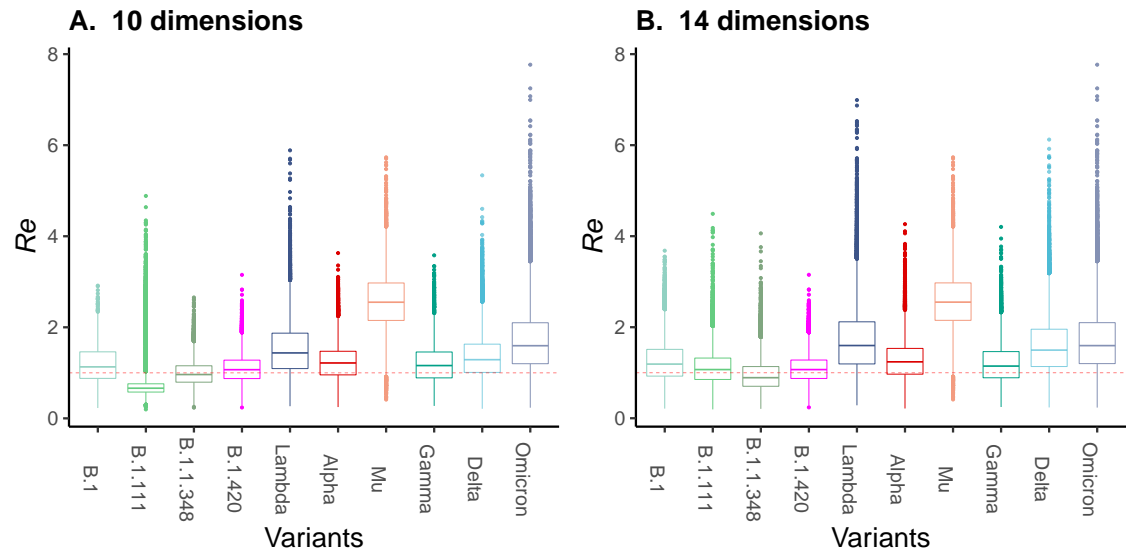 A. 10 dimensions
Re
8
6
4
2
0
B.1
B.1.111
B.1.1.348
B.1.420
Lambda
Alpha
Mu
Gamma
Delta
Omicron
Variants
B. 14 dimensions
Re
8
6
4
2
0
B.1
B.1.111
B.1.1.348
B.1.420
Lambda
Alpha
Mu
Gamma
Delta
Omicron
Variants